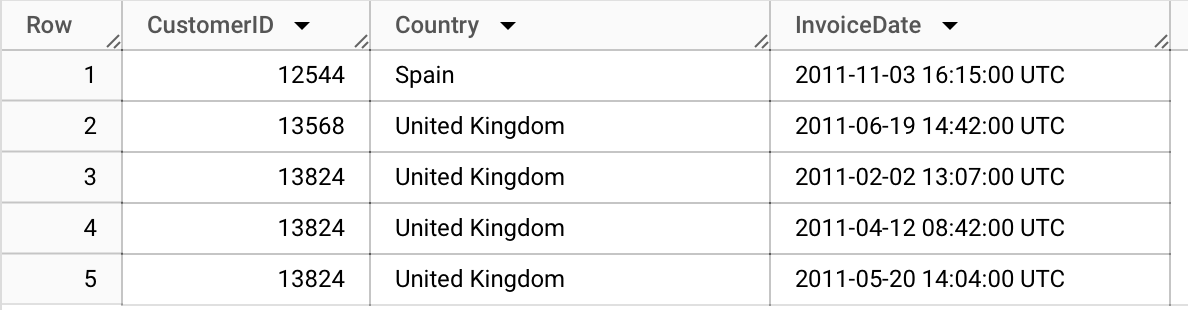 Row CustomerID Country InvoiceDate
1 12544 Spain 2011-11-03 16:15:00 UTC
2 13568 United Kingdom 2011-06-19 14:42:00 UTC
3 13824 United Kingdom 2011-02-02 13:07:00 UTC
4 13824 United Kingdom 2011-04-12 08:42:00 UTC
5 13824 United Kingdom 2011-05-20 14:04:00 UTC